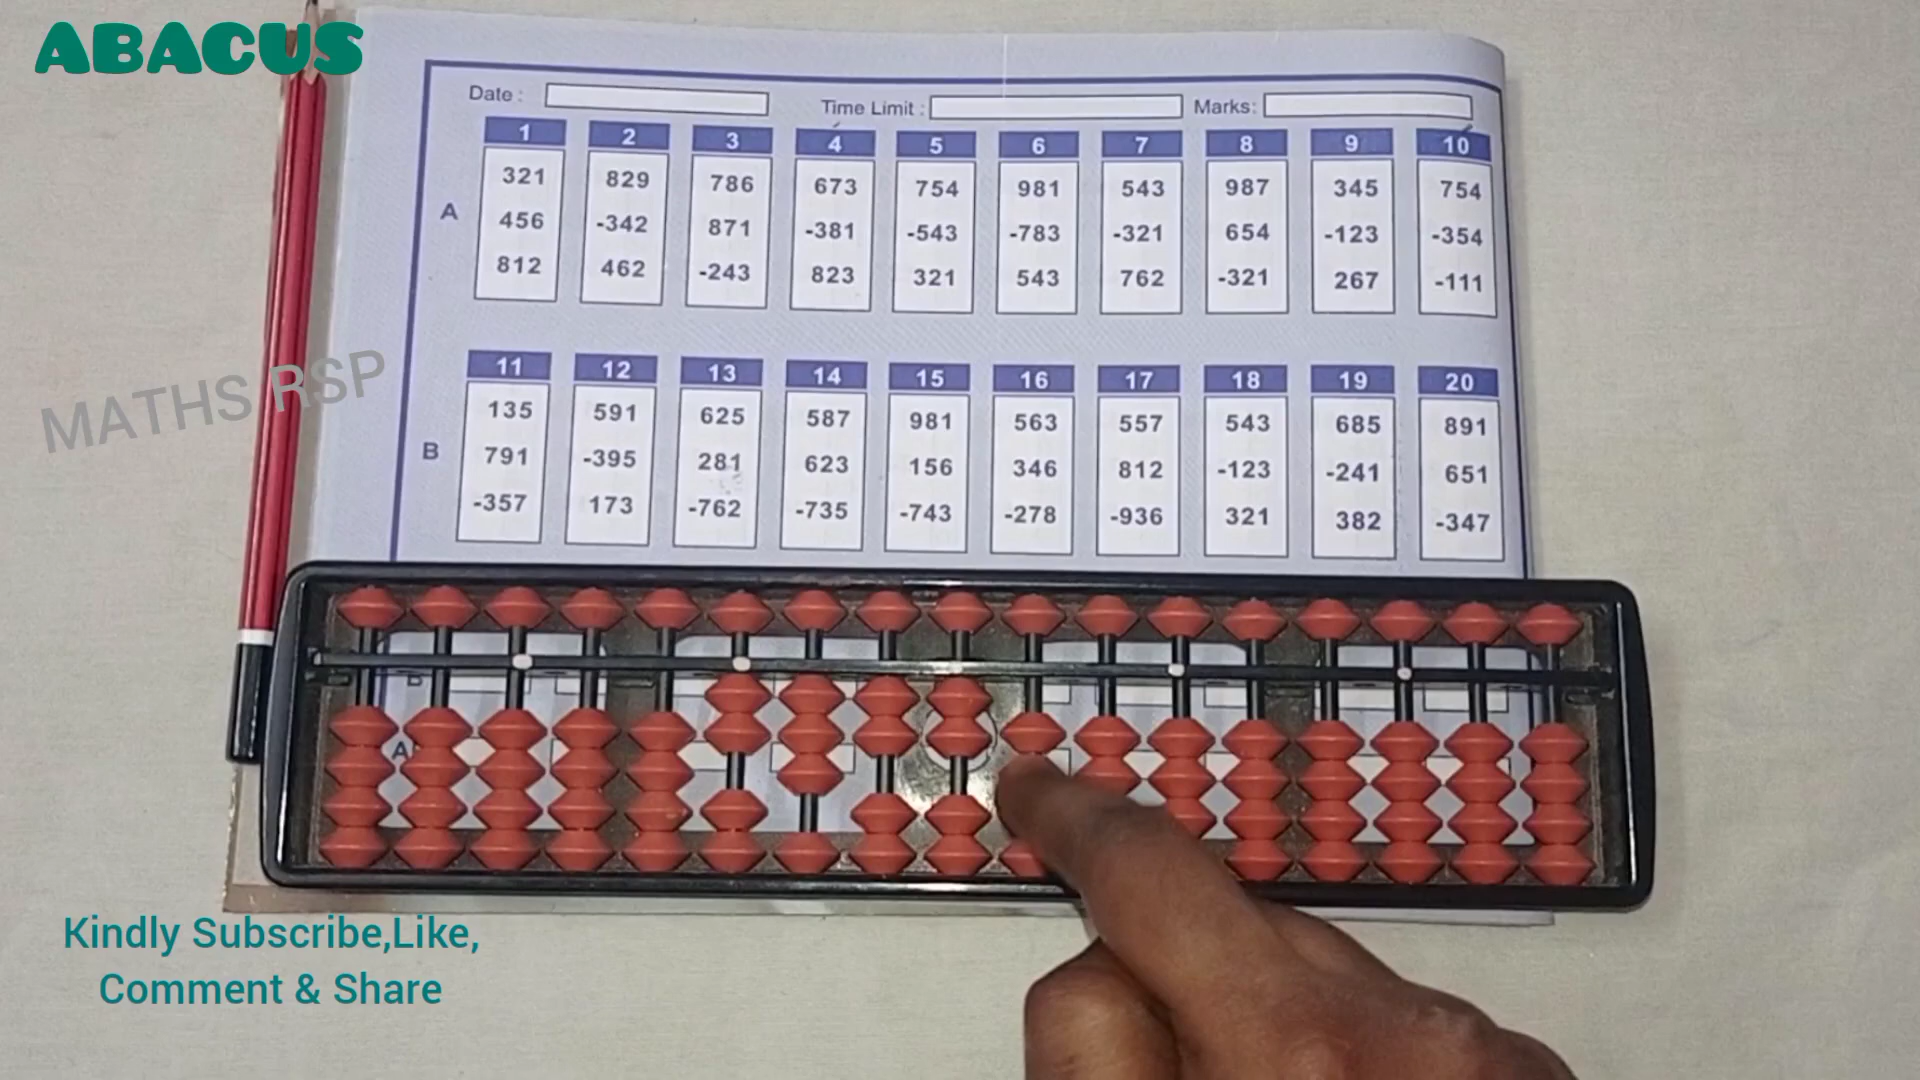 ABACUS
Date :
Time Limit :
Marks:
1 2 3 4 5 6 7 8 9 10
A
321 829 786 673 754 981 543 987 345 754
456 -342 871 -381 -543 -783 -321 654 -123 -354
812 462 -243 823 321 543 762 -321 267 -111
MATHS RSP
11 12 13 14 15 16 17 18 19 20
B
135 591 625 587 981 563 557 543 685 891
791 -395 281 623 156 346 812 -123 -241 651
-357 173 -762 -735 -743 -278 -936 321 382 -347
B
A
Kindly Subscribe,Like,
Comment & Share